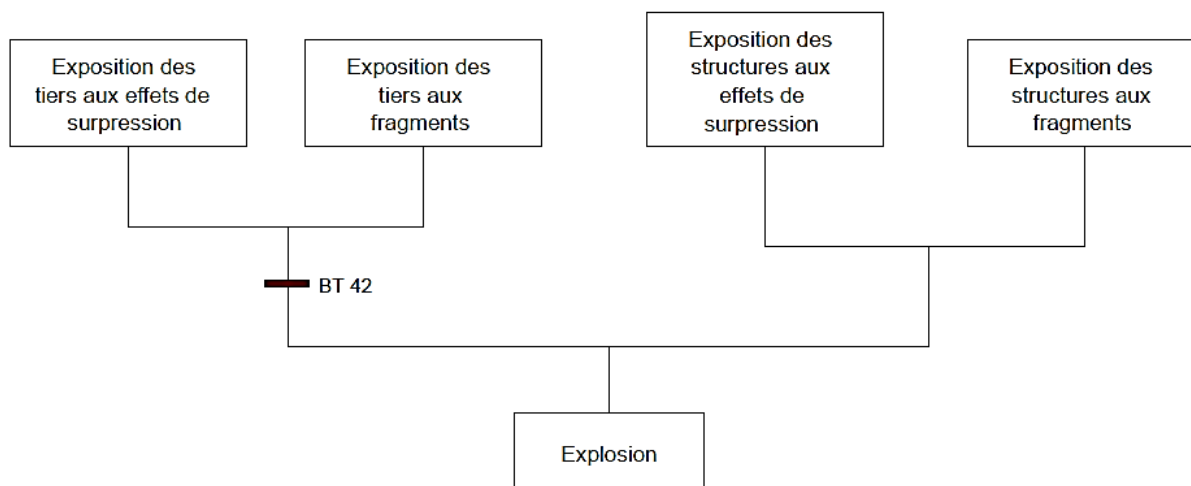 Exposition des
tiers aux effets de
surpression
Exposition des
tiers aux
fragments
Exposition des
structures aux
effets de
surpression
Exposition des
structures aux
fragments
BT 42
Explosion